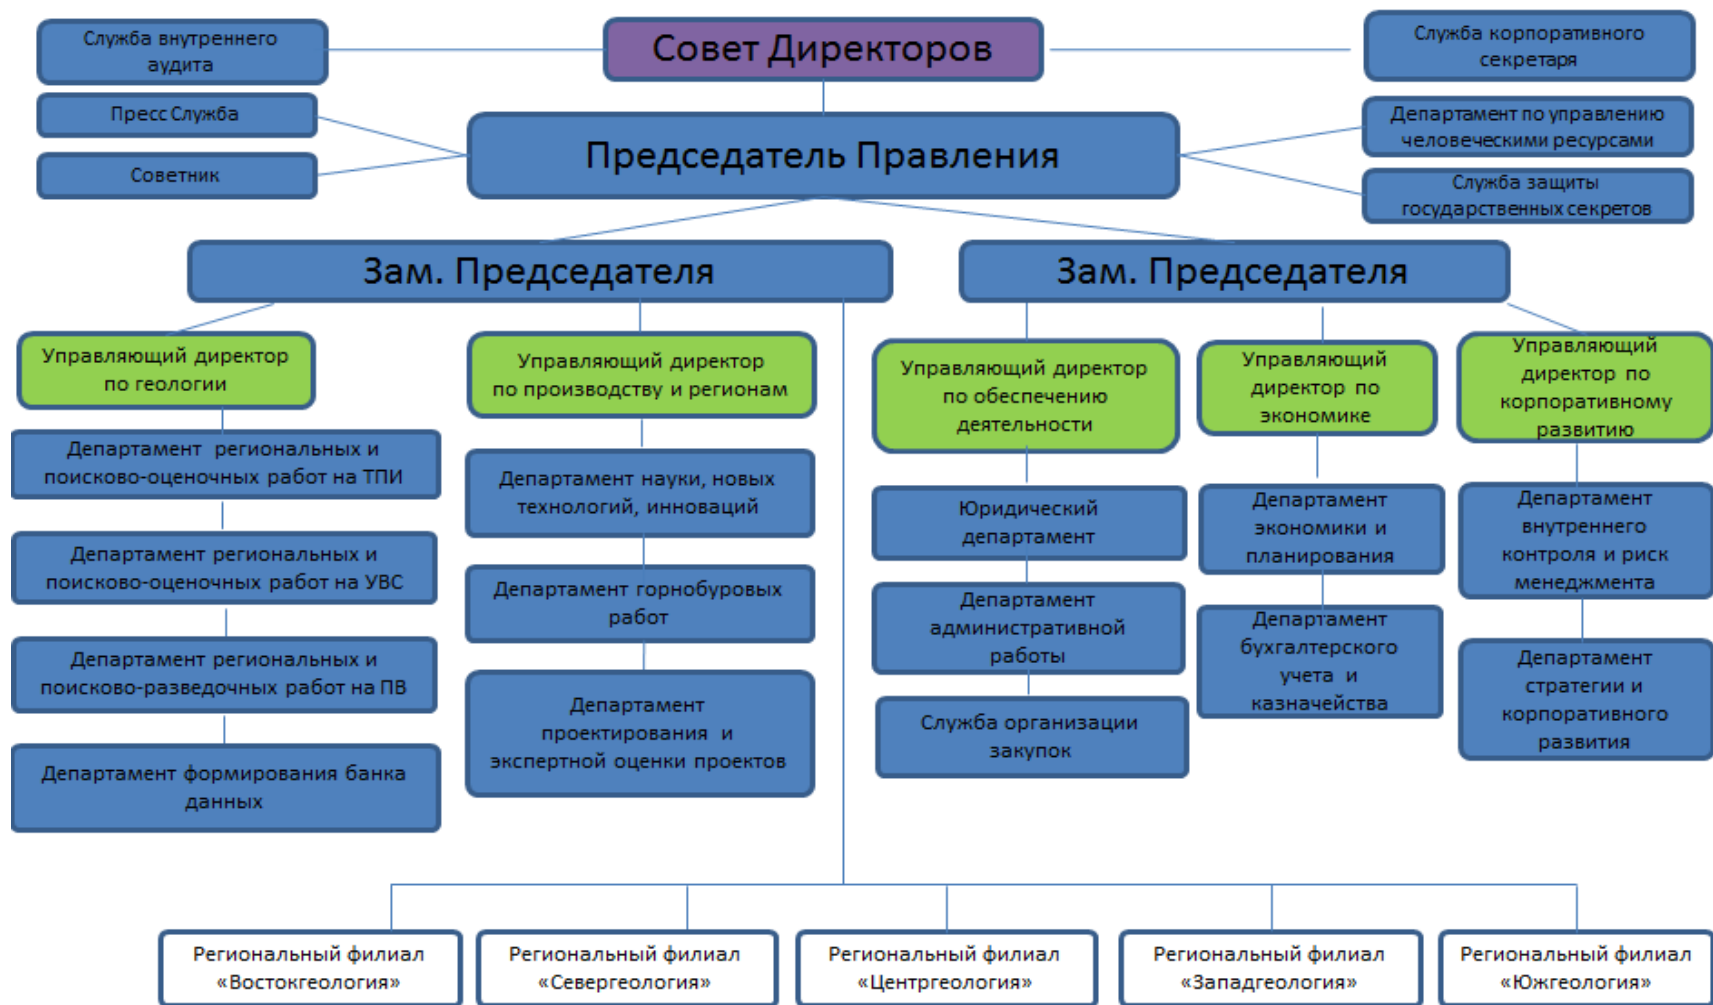 Служба внутреннего
аудита
Совет Директоров
Служба корпоративного
секретаря
Пресс Служба
Советник
Председатель Правления
Департамент по управлению
человеческими ресурсами
Служба защиты
государственных секретов
Зам. Председателя
Зам. Председателя
Управляющий директор
по геологии
Управляющий директор
по производству и регионам
Управляющий директор
по обеспечению
деятельности
Управляющий
директор по
экономике
Управляющий
директор по
корпоративному
развитию
Департамент региональных и
поисково-оценочных работ на ТПИ
Департамент региональных и
поисково-оценочных работ на УВС
Департамент региональных и
поисково-разведочных работ на ПВ
Департамент формирования банка
данных
Департамент науки, новых
технологий, инноваций
Департамент горнобуровых
работ
Департамент
проектирования и
экспертной оценки проектов
Юридический
департамент
Департамент
административной
работы
Служба организации
закупок
Департамент
экономики и
планирования
Департамент
бухгалтерского
учета и
казначейства
Департамент
внутреннего
контроля и риск
менеджмента
Департамент
стратегии и
корпоративного
развития
Региональный филиал
«Востокгеология»
Региональный филиал
«Севергеология»
Региональный филиал
«Центргеология»
Региональный филиал
«Западгеология»
Региональный филиал
«Южгеология»